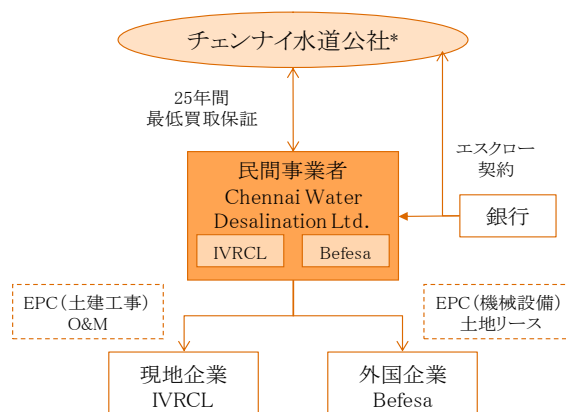 チェンナイ水道公社*
25年間
最低買取保証
エスクロー
契約
民間事業者
Chennai Water
Desalination Ltd.
IVRCL
Befesa
銀行
EPC(土建工事)
O&M
EPC(機械設備)
土地リース
現地企業
IVRCL
外国企業
Befesa